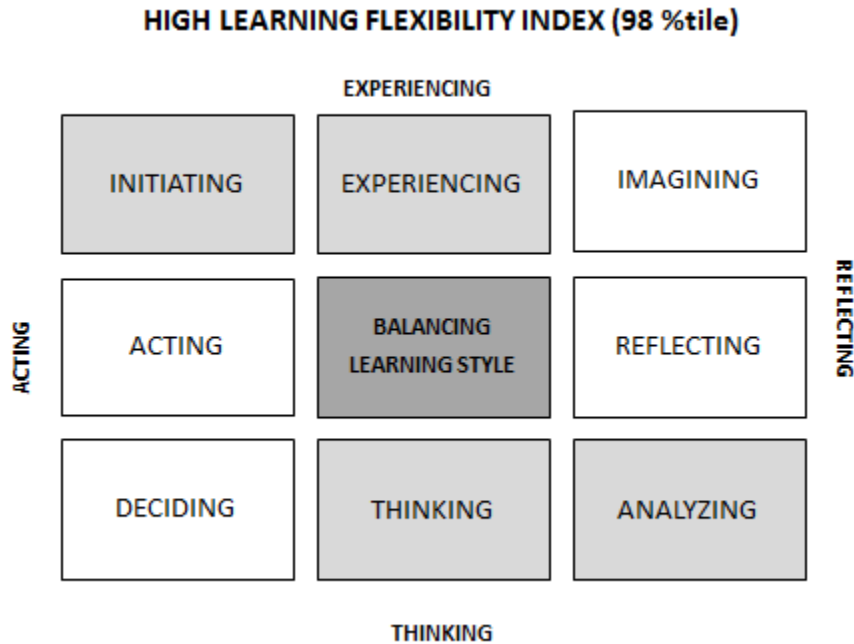 HIGH LEARNING FLEXIBILITY INDEX (98 %tile)
EXPERIENCING
INITIATING
EXPERIENCING
IMAGINING
ACTING
ACTING
BALANCING
LEARNING STYLE
REFLECTING
REFLECTING
DECIDING
THINKING
ANALYZING
THINKING